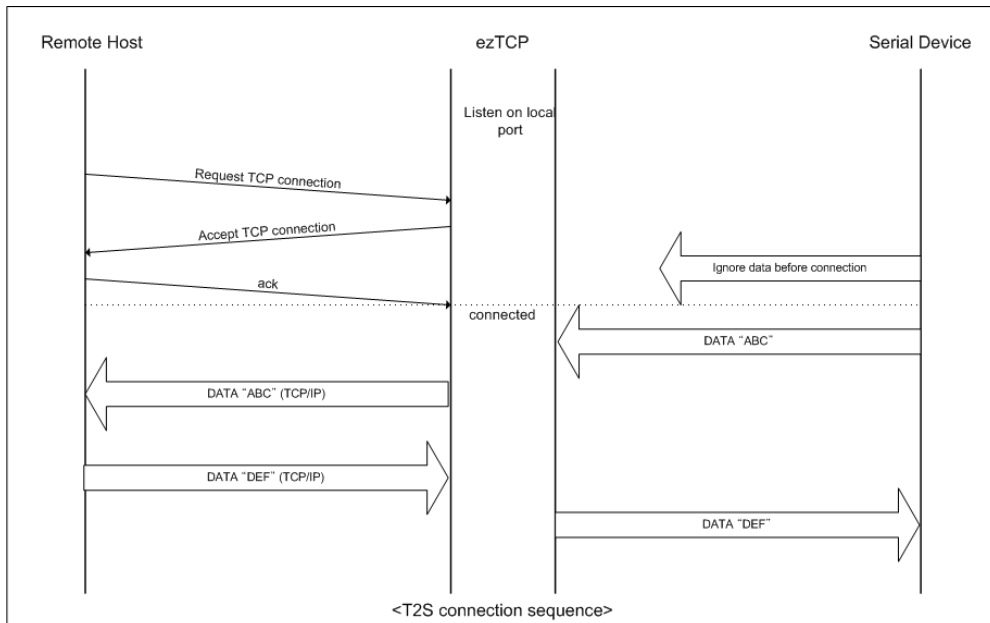 Remote Host
ezTCP
Serial Device
Listen on local
port
Request TCP connection
Accept TCP connection
Ignore data before connection
ack
connected
DATA “ABC”
DATA “ABC” (TCP/IP)
DATA “DEF” (TCP/IP)
DATA “DEF”
<T2S connection sequence>